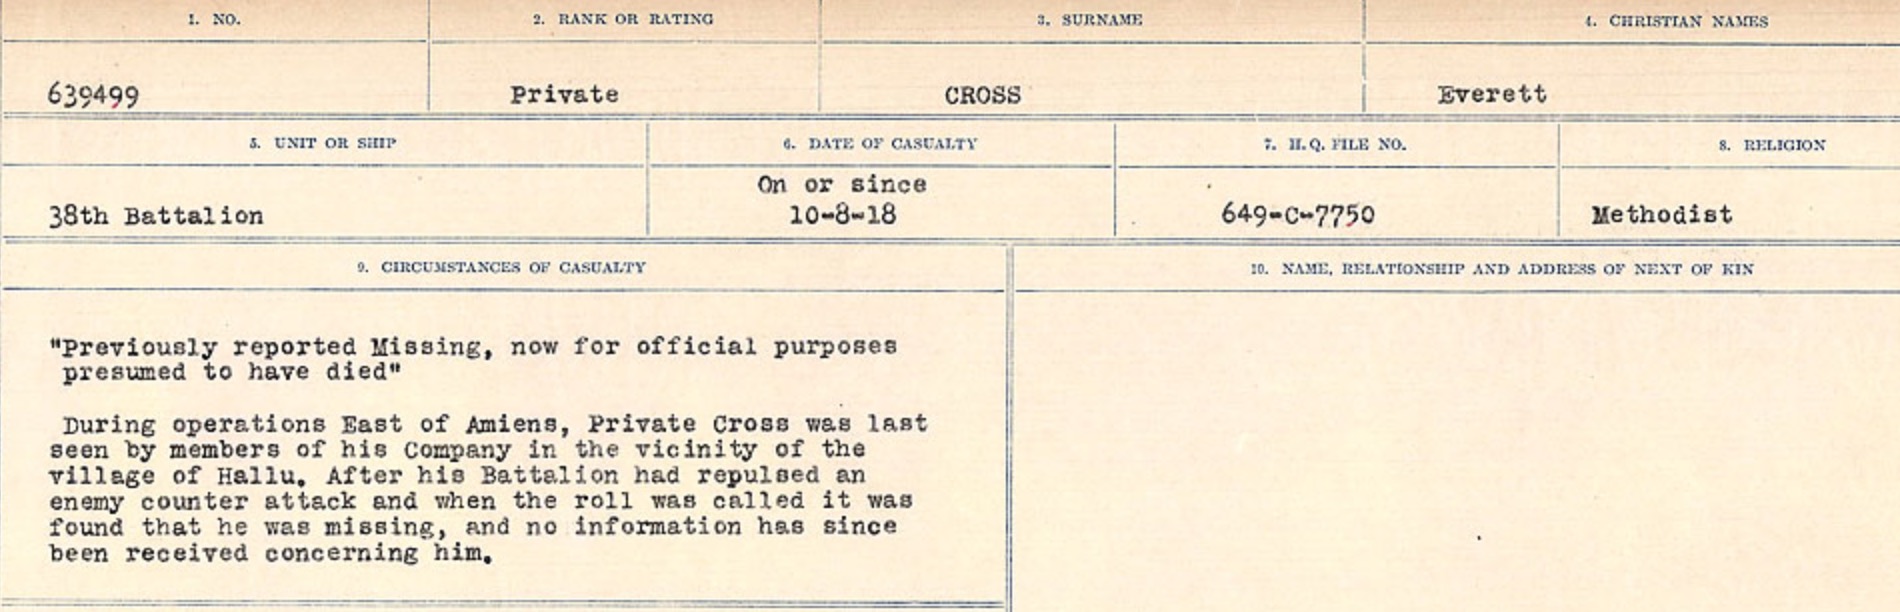 1. NO. 2. RANK OR RATING 3. SURNAME 4. CHRISTIAN NAMES
639499 Private CROSS Everett
5. UNIT OR SHIP 6. DATE OF CASUALTY 7. H.Q. FILE NO. 8. RELIGION
On or since
38th Battalion 10-8-18 649-C-7750 Methodist
9. CIRCUMSTANCES OF CASUALTY 10. NAME, RELATIONSHIP AND ADDRESS OF NEXT OF KIN
"Previously reported Missing, now for official purposes
presumed to have died"
During operations East of Amiens, Private Cross was last
seen by members of his Company in the vicinity of the
village of Hallu. After his Battalion had repulsed an
enemy counter attack and when the roll was called it was
found that he was missing, and no information has since
been received concerning him.